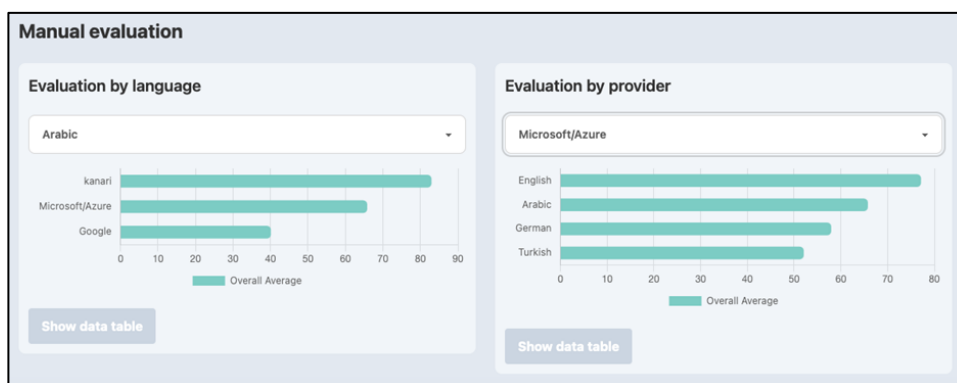 Manual evaluation
Evaluation by language
Arabic
kanari
Microsoft/Azure
Google
0 10 20 30 40 50 60 70 80 90
Overall Average
Show data table
Evaluation by provider
Microsoft/Azure
English
Arabic
German
Turkish
0 10 20 30 40 50 60 70 80
Overall Average
Show data table